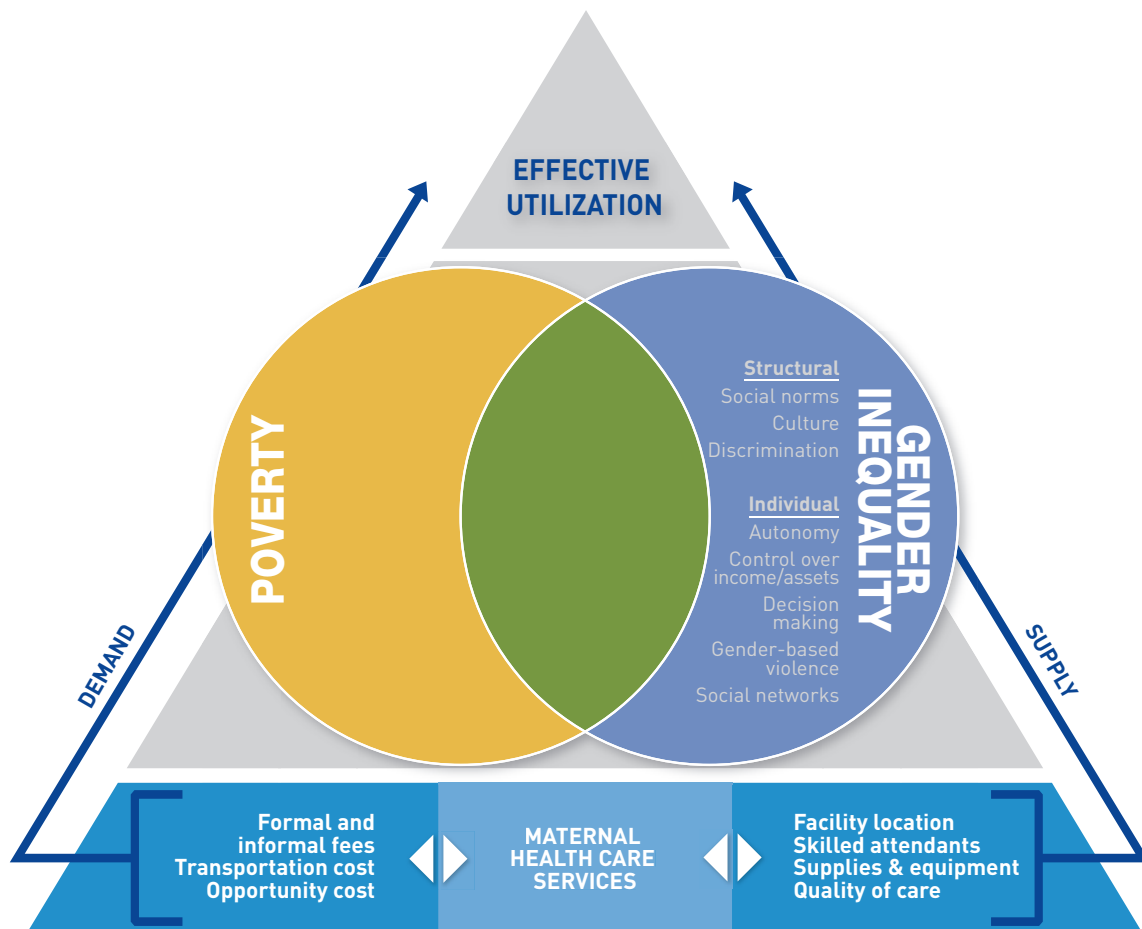 EFFECTIVE
UTILIZATION
POVERTY
Structural
Social norms
Culture
Discrimination
Individual
Autonomy
Control over
income/assets
Decision
making
Gender-based
violence
Social networks
GENDER
INEQUALITY
DEMAND
SUPPLY
Formal and
informal fees
Transportation cost
Opportunity cost
MATERNAL
HEALTH CARE
SERVICES
Facility location
Skilled attendants
Supplies & equipment
Quality of care